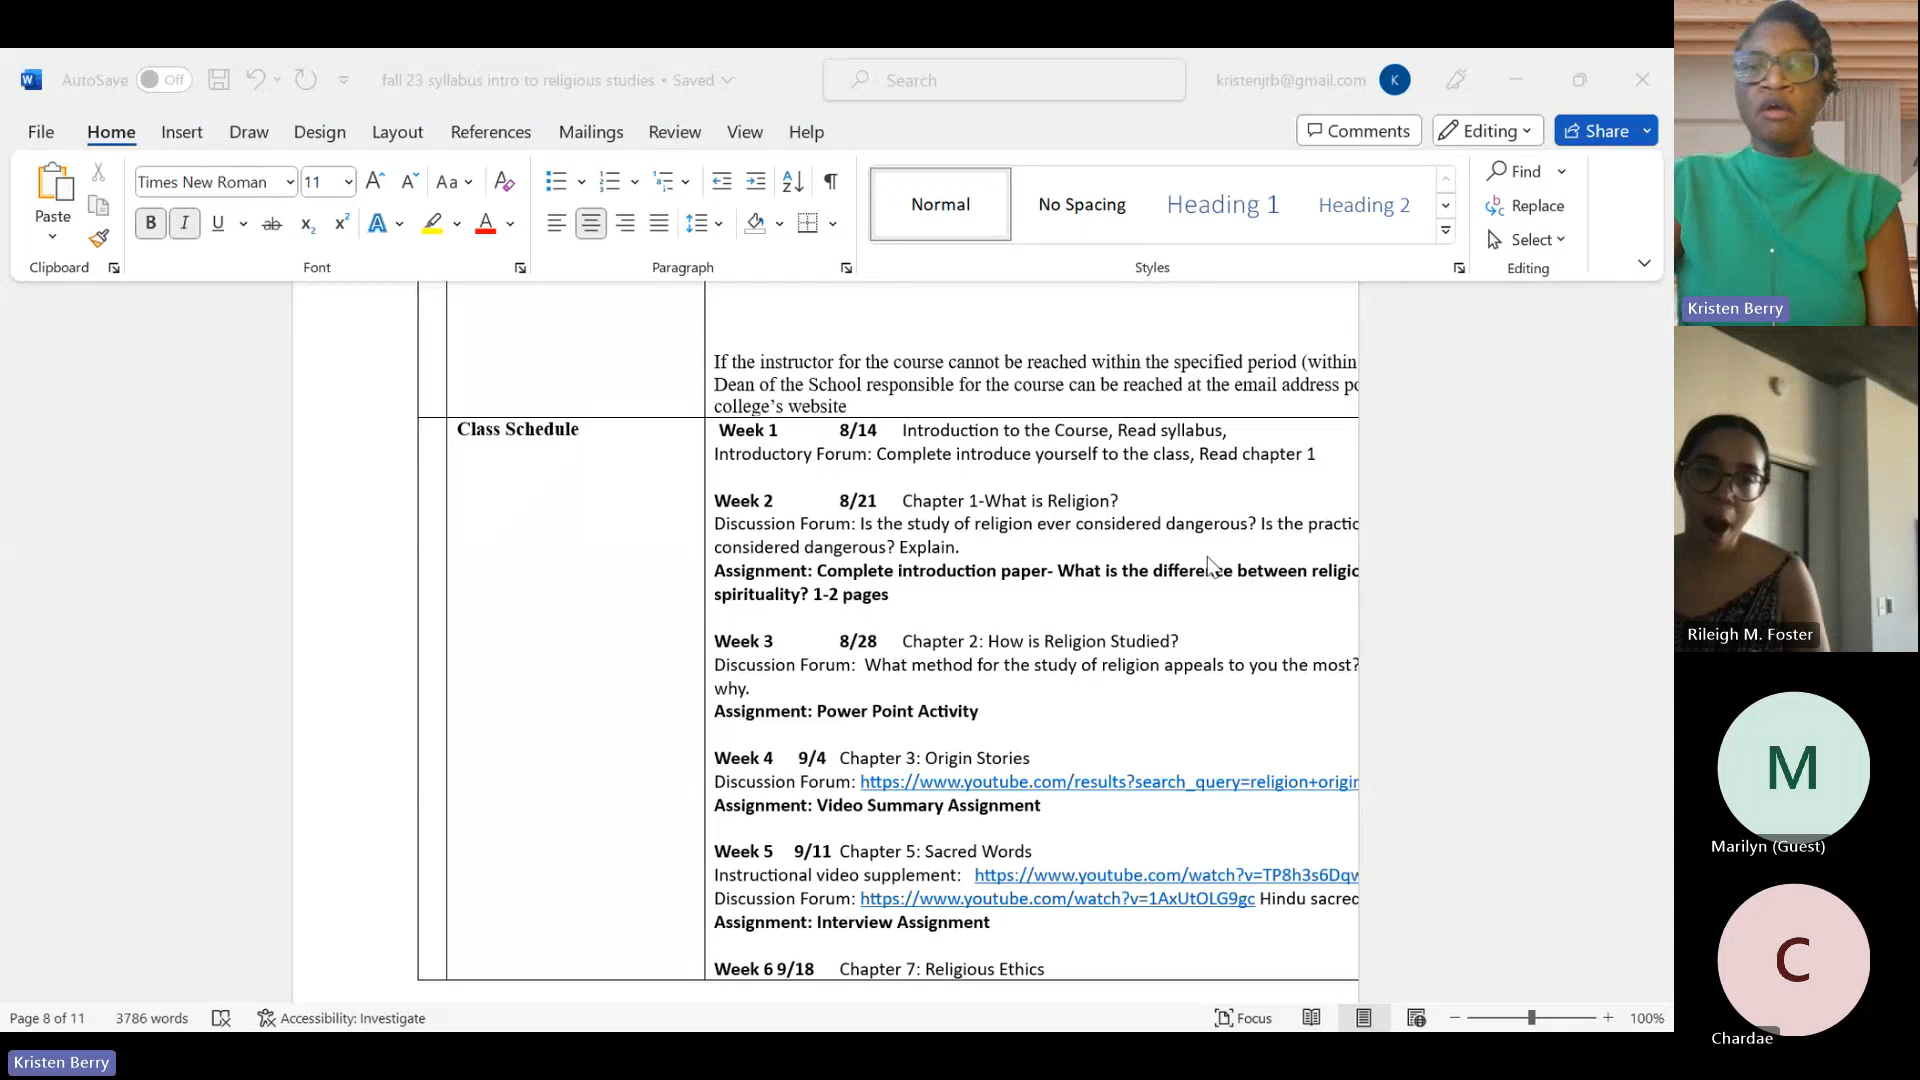 AutoSave Off fall 23 syllabus intro to religious studies • Saved Search kristenjrb@gmail.com K
File Home Insert Draw Design Layout References Mailings Review View Help Comments Editing Share
Paste Times New Roman 11 Aa Normal No Spacing Heading 1 Heading 2 Find
Replace
Select
Clipboard Font Paragraph Styles Editing
If the instructor for the course cannot be reached within the specified period (within
Dean of the School responsible for the course can be reached at the email address
college's website
Class Schedule
Week 1 8/14 Introduction to the Course, Read syllabus,
Introductory Forum: Complete introduce yourself to the class, Read chapter 1
Week 2 8/21 Chapter 1-What is Religion?
Discussion Forum: Is the study of religion ever considered dangerous? Is the practic
considered dangerous? Explain.
Assignment: Complete introduction paper- What is the difference between religio
spirituality? 1-2 pages
Week 3 8/28 Chapter 2: How is Religion Studied?
Discussion Forum: What method for the study of religion appeals to you the most?
why.
Assignment: Power Point Activity
Week 4 9/4 Chapter 3: Origin Stories
Discussion Forum: https://www.youtube.com/results?search_query=religion+origin
Assignment: Video Summary Assignment
Week 5 9/11 Chapter 5: Sacred Words
Instructional video supplement: https://www.youtube.com/watch?v=TP8h3s6Dqw
Discussion Forum: https://www.youtube.com/watch?v=1AxUtOLG9gc Hindu sacred
Assignment: Interview Assignment
Week 6 9/18 Chapter 7: Religious Ethics
Page 8 of 11 3786 words Accessibility: Investigate Focus 100%
Kristen Berry
Kristen Berry
Rileigh M. Foster
M
Marilyn (Guest)
C
Chardae